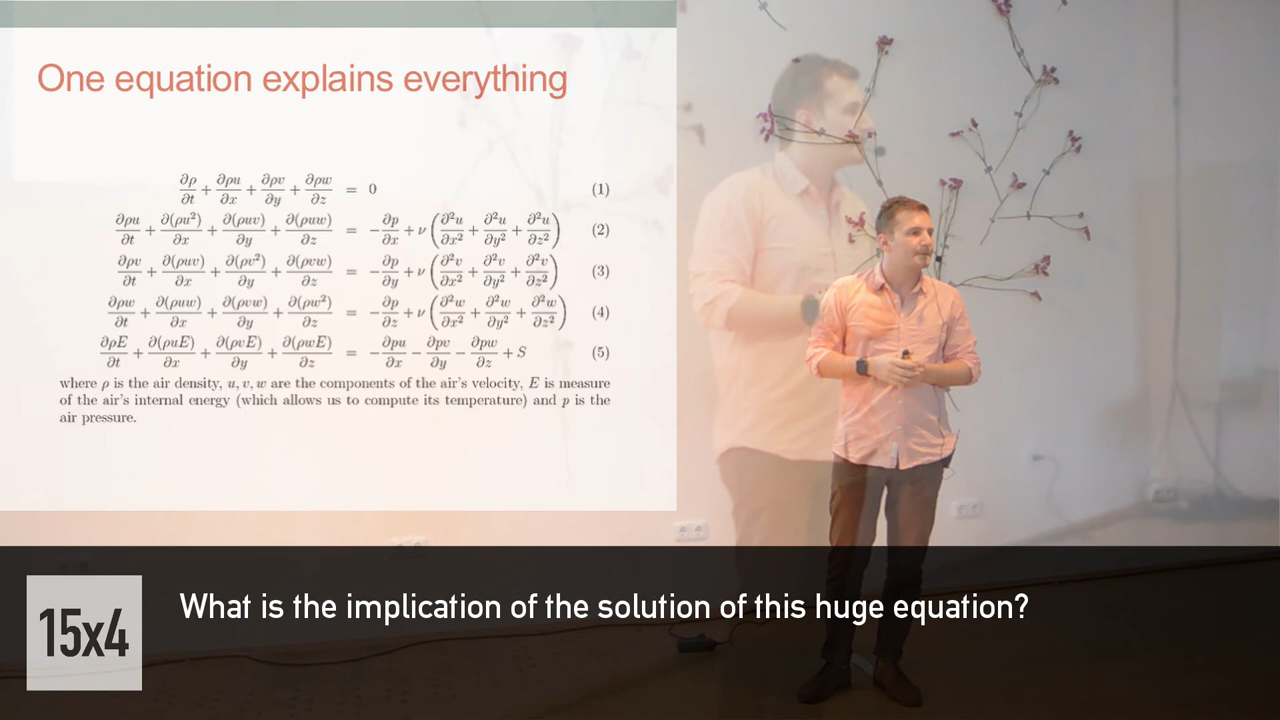 One equation explains everything
∂ρ/∂t + ∂ρu/∂x + ∂ρv/∂y + ∂ρw/∂z = 0 (1)
∂ρu/∂t + ∂(ρu²)/∂x + ∂(ρuv)/∂y + ∂(ρuw)/∂z = −∂p/∂x + ν(∂²u/∂x² + ∂²u/∂y² + ∂²u/∂z²) (2)
∂ρv/∂t + ∂(ρuv)/∂x + ∂(ρv²)/∂y + ∂(ρvw)/∂z = −∂p/∂y + ν(∂²v/∂x² + ∂²v/∂y² + ∂²v/∂z²) (3)
∂ρw/∂t + ∂(ρuw)/∂x + ∂(ρvw)/∂y + ∂(ρw²)/∂z = −∂p/∂z + ν(∂²w/∂x² + ∂²w/∂y² + ∂²w/∂z²) (4)
∂ρE/∂t + ∂(ρuE)/∂x + ∂(ρvE)/∂y + ∂(ρwE)/∂z = −∂pu/∂x − ∂pv/∂y − ∂pw/∂z + S (5)
where ρ is the air density, u, v, w are the components of the air's velocity, E is measure
of the air's internal energy (which allows us to compute its temperature) and p is the
air pressure.
15x4
What is the implication of the solution of this huge equation?